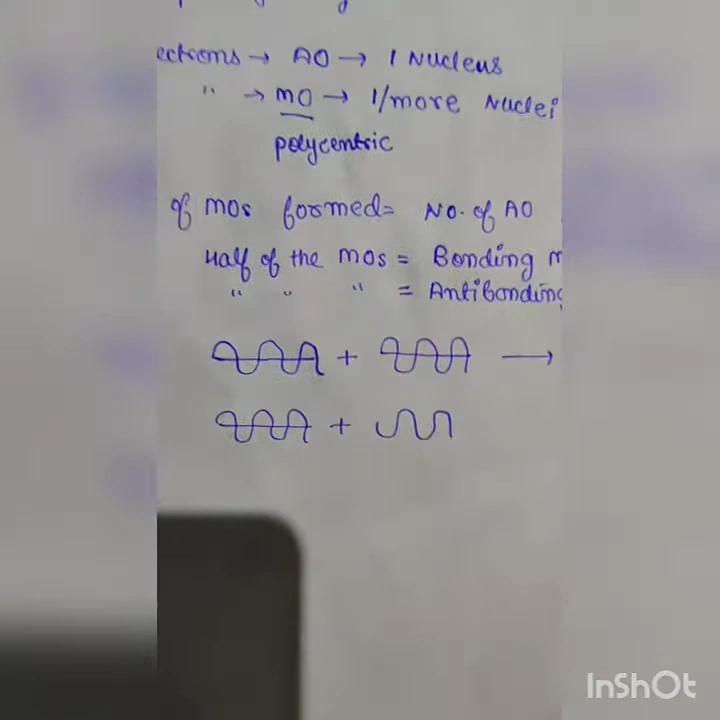 ectrons → AO → 1 Nucleus
" → MO → 1/more Nuclei
polycentric
of MOs formed = No. of AO
Half of the MOs = Bonding M
" " " = Antibonding
+ →
+
InShOt